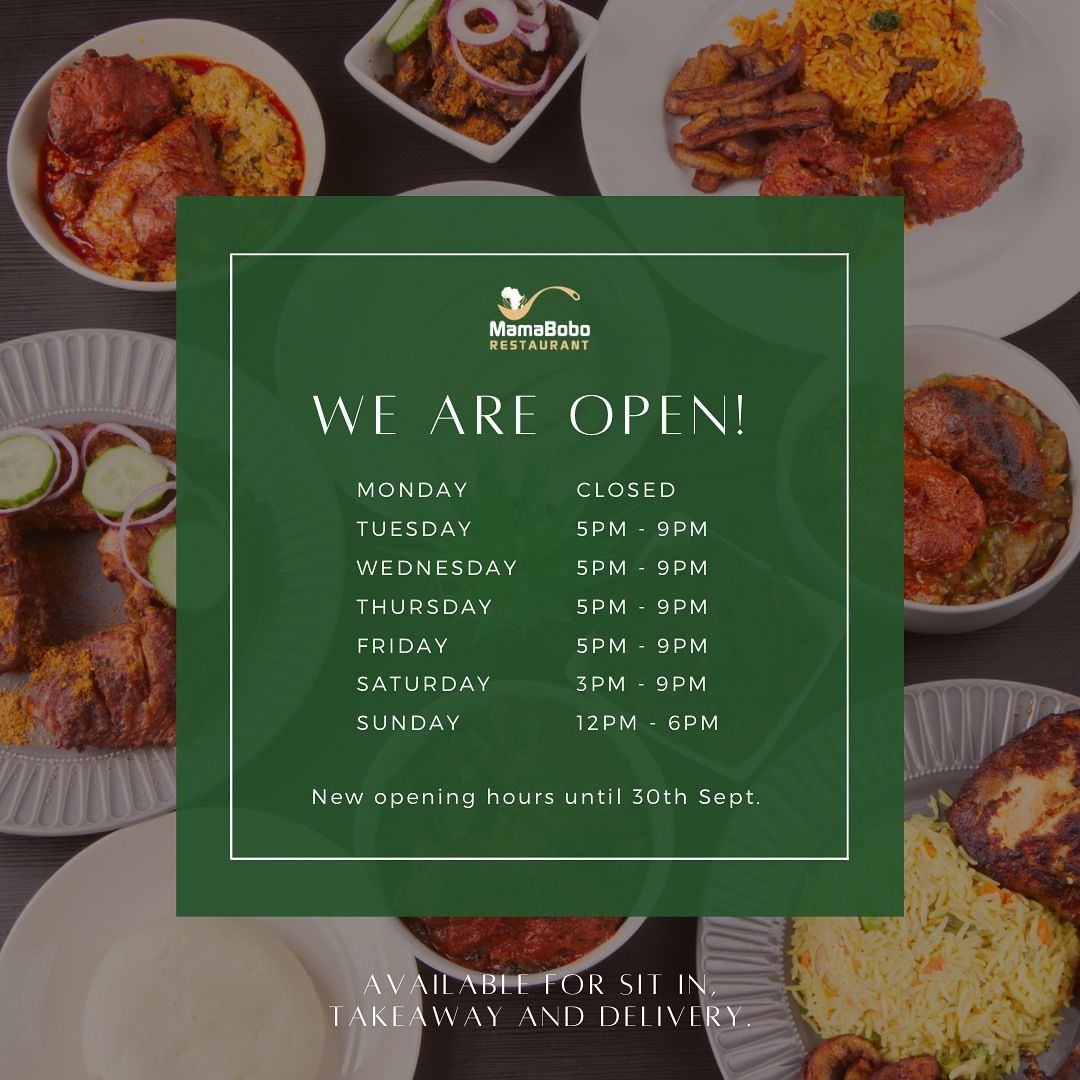 MamaBobo
RESTAURANT
WE ARE OPEN!
MONDAY CLOSED
TUESDAY 5PM - 9PM
WEDNESDAY 5PM - 9PM
THURSDAY 5PM - 9PM
FRIDAY 5PM - 9PM
SATURDAY 3PM - 9PM
SUNDAY 12PM - 6PM
New opening hours until 30th Sept.
AVAILABLE FOR SIT IN,
TAKEAWAY AND DELIVERY.